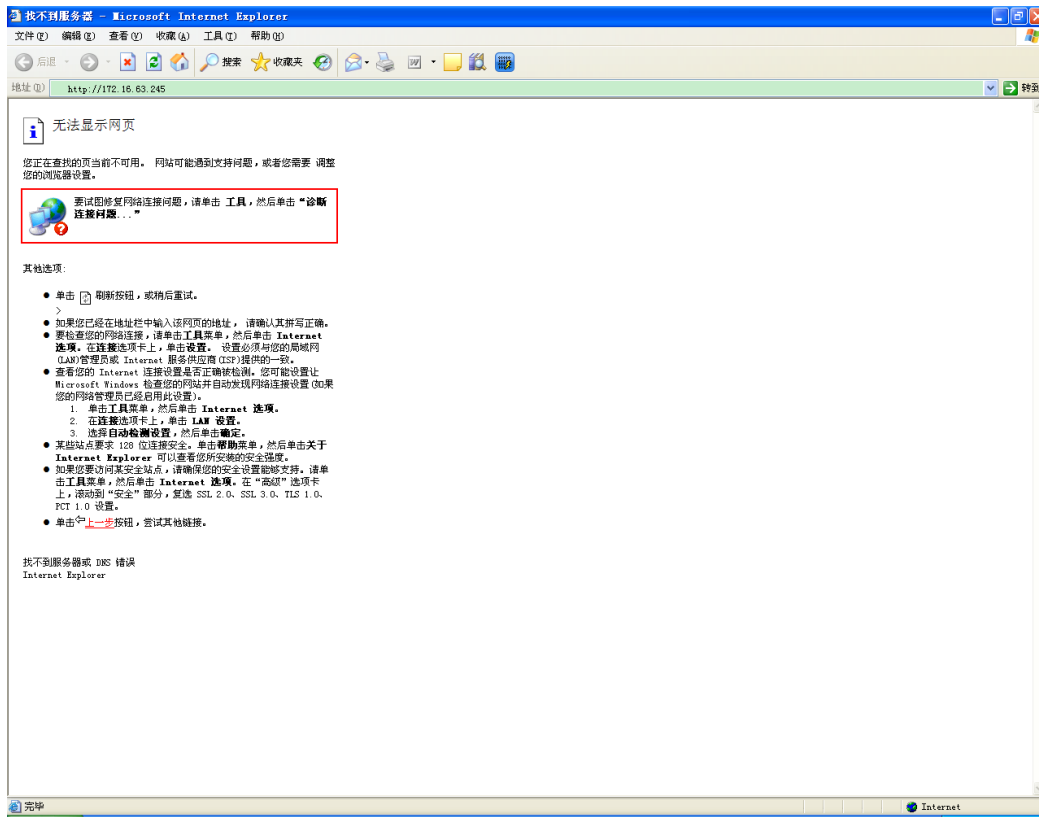 找不到服务器 - Microsoft Internet Explorer
文件(F) 编辑(E) 查看(V) 收藏(A) 工具(T) 帮助(H)
后退 搜索 收藏夹
地址(D) http://172.16.63.245 转到
无法显示网页
您正在查找的页当前不可用。 网站可能遇到支持问题，或者您需要 调整
您的浏览器设置。
要试图修复网络连接问题，请单击 工具，然后单击“诊断
连接问题...”
其他选项:
● 单击 刷新按钮，或稍后重试。
>
● 如果您已经在地址栏中输入该网页的地址， 请确认其拼写正确。
● 要检查您的网络连接，请单击工具菜单，然后单击 Internet
选项。在连接选项卡上，单击设置。 设置必须与您的局域网
(LAN)管理员或 Internet 服务供应商(ISP)提供的一致。
● 查看您的 Internet 连接设置是否正确被检测。您可能设置让
Microsoft Windows 检查您的网站并自动发现网络连接设置(如果
您的网络管理员已经启用此设置)。
1. 单击工具菜单，然后单击 Internet 选项。
2. 在连接选项卡上，单击 LAN 设置。
3. 选择自动检测设置，然后单击确定。
● 某些站点要求 128 位连接安全。单击帮助菜单，然后单击关于
Internet Explorer 可以查看您所安装的安全强度。
● 如果您要访问某安全站点，请确保您的安全设置能够支持。请单
击工具菜单，然后单击 Internet 选项。在“高级”选项卡
上，滚动到“安全”部分，复选 SSL 2.0、SSL 3.0、TLS 1.0、
PCT 1.0 设置。
● 单击上一步按钮，尝试其他链接。
找不到服务器或 DNS 错误
Internet Explorer
完毕 Internet